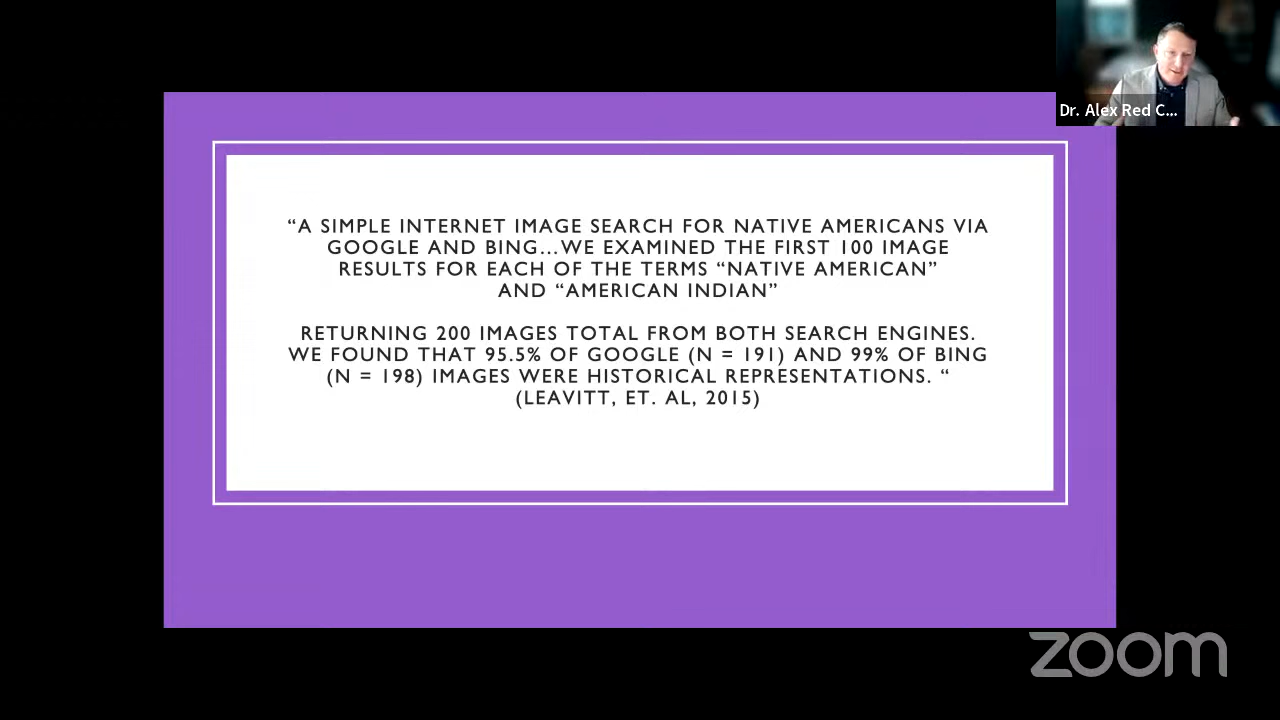 Dr. Alex Red C...
“A SIMPLE INTERNET IMAGE SEARCH FOR NATIVE AMERICANS VIA
GOOGLE AND BING...WE EXAMINED THE FIRST 100 IMAGE
RESULTS FOR EACH OF THE TERMS “NATIVE AMERICAN”
AND “AMERICAN INDIAN”
RETURNING 200 IMAGES TOTAL FROM BOTH SEARCH ENGINES.
WE FOUND THAT 95.5% OF GOOGLE (N = 191) AND 99% OF BING
(N = 198) IMAGES WERE HISTORICAL REPRESENTATIONS. “
(LEAVITT, ET. AL, 2015)
zoom